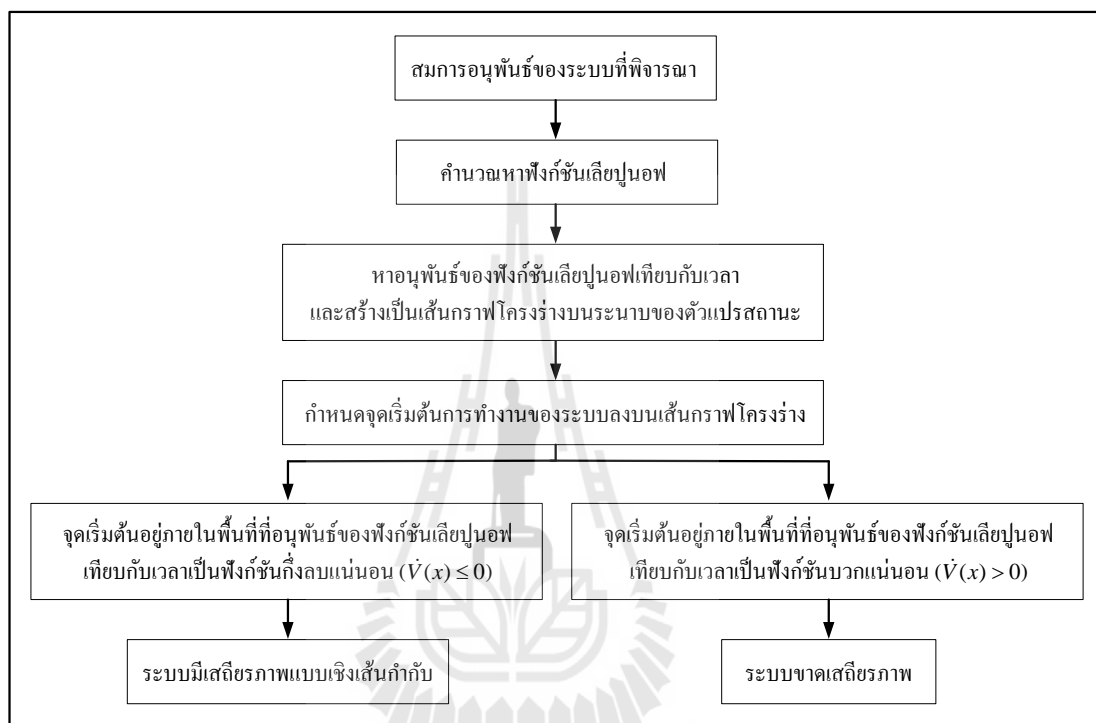 สมการอนุพันธ์ของระบบที่พิจารณา
คำนวณหาฟังก์ชันเลียปูนอฟ
หาอนุพันธ์ของฟังก์ชันเลียปูนอฟเทียบกับเวลา
และสร้างเป็นเส้นกราฟโครงร่างบนระนาบของตัวแปรสถานะ
กำหนดจุดเริ่มต้นการทำงานของระบบลงบนเส้นกราฟโครงร่าง
จุดเริ่มต้นอยู่ภายในพื้นที่ที่อนุพันธ์ของฟังก์ชันเลียปูนอฟ
เทียบกับเวลาเป็นฟังก์ชันกึ่งลบแน่นอน (V̇(x) ≤ 0)
จุดเริ่มต้นอยู่ภายในพื้นที่ที่อนุพันธ์ของฟังก์ชันเลียปูนอฟ
เทียบกับเวลาเป็นฟังก์ชันบวกแน่นอน (V̇(x) > 0)
ระบบมีเสถียรภาพแบบเชิงเส้นกำกับ
ระบบขาดเสถียรภาพ